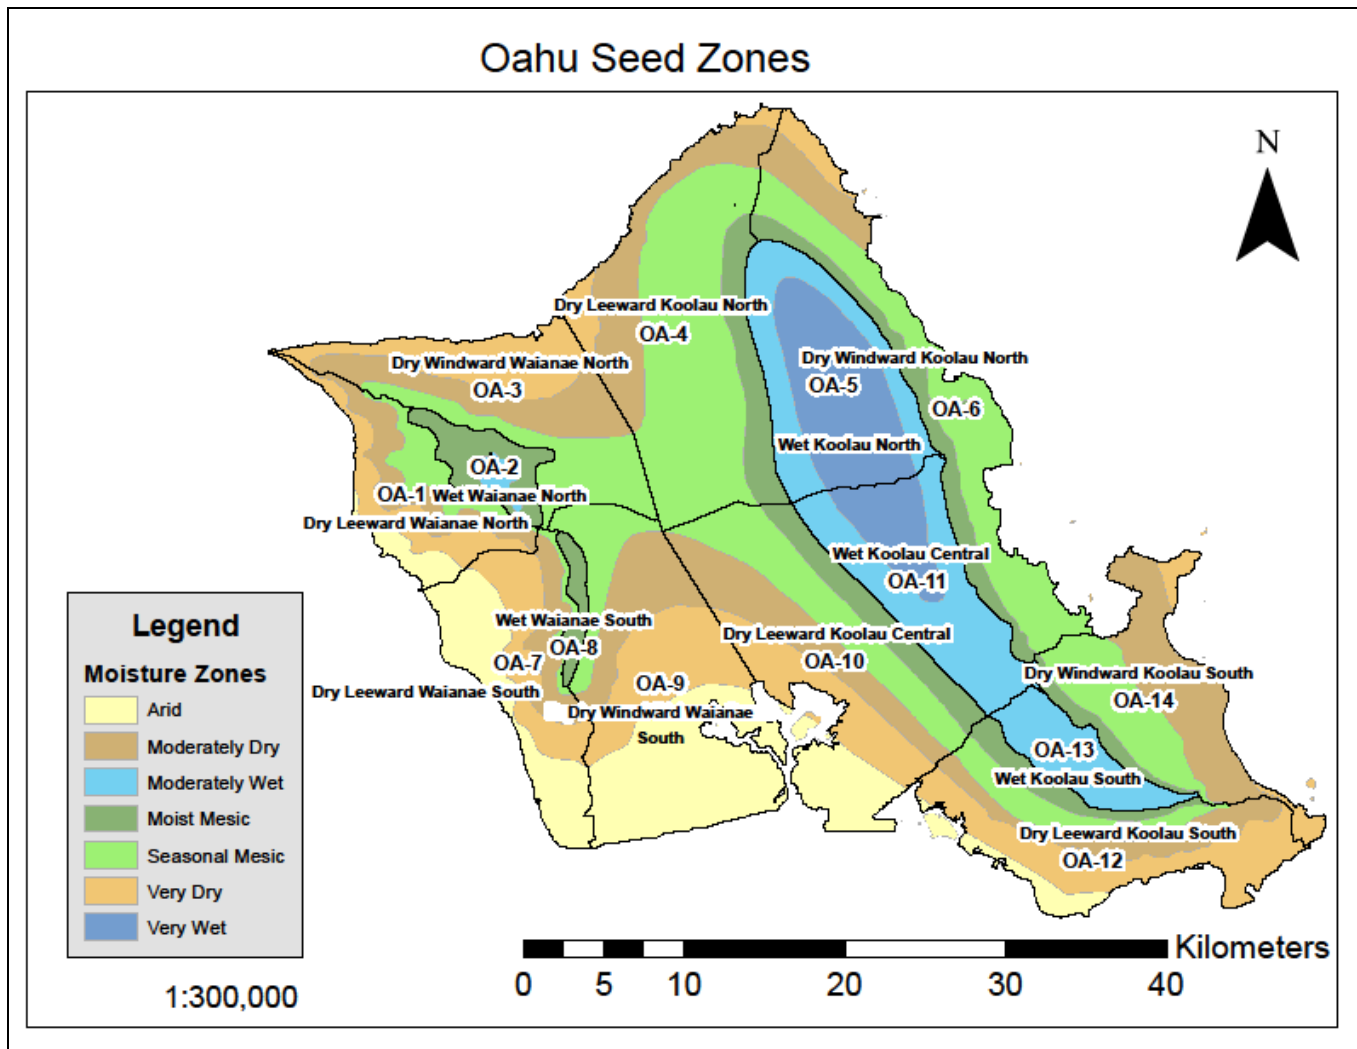 Oahu Seed Zones
N
Dry Leeward Koolau North
OA-4
Dry Windward Waianae North
OA-3
Dry Windward Koolau North
OA-5
OA-6
Wet Koolau North
OA-2
OA-1
Wet Waianae North
Dry Leeward Waianae North
Wet Koolau Central
OA-11
Wet Waianae South
OA-8
OA-7
Dry Leeward Waianae South
Dry Leeward Koolau Central
OA-10
OA-9
Dry Windward Waianae
South
Dry Windward Koolau South
OA-14
OA-13
Wet Koolau South
Dry Leeward Koolau South
OA-12
Legend
Moisture Zones
Arid
Moderately Dry
Moderately Wet
Moist Mesic
Seasonal Mesic
Very Dry
Very Wet
1:300,000
Kilometers
0 5 10 20 30 40